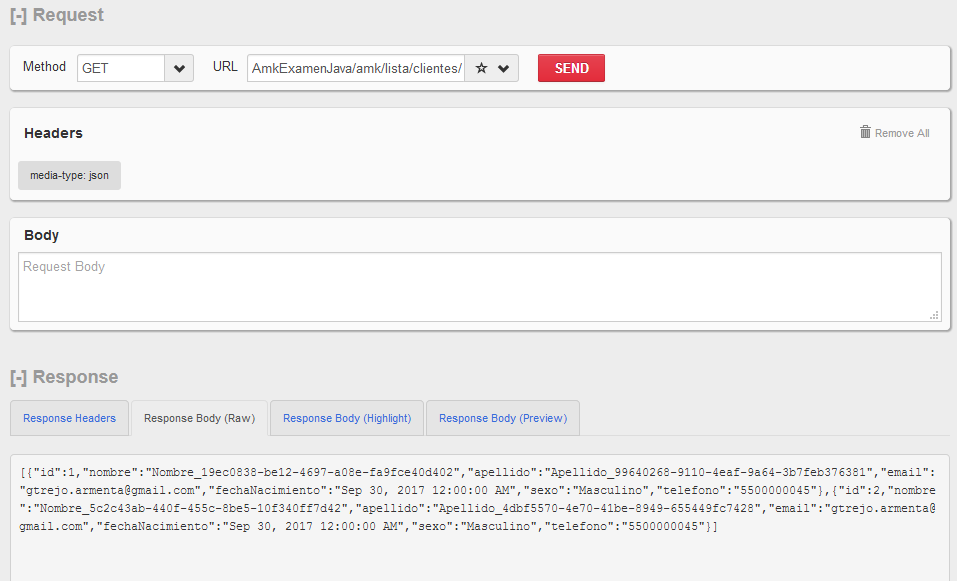 [-] Request
Method GET URL AmkExamenJava/amk/lista/clientes/ SEND
Headers Remove All
media-type: json
Body
Request Body
[-] Response
Response Headers Response Body (Raw) Response Body (Highlight) Response Body (Preview)
[{"id":1,"nombre":"Nombre_19ec0838-be12-4697-a08e-fa9fce40d402","apellido":"Apellido_99640268-9110-4eaf-9a64-3b7feb376381","email":
"gtrejo.armenta@gmail.com","fechaNacimiento":"Sep 30, 2017 12:00:00 AM","sexo":"Masculino","telefono":"5500000045"},{"id":2,"nombre
":"Nombre_5c2c43ab-440f-455c-8be5-10f340ff7d42","apellido":"Apellido_4dbf5570-4e70-41be-8949-655449fc7428","email":"gtrejo.armenta@
gmail.com","fechaNacimiento":"Sep 30, 2017 12:00:00 AM","sexo":"Masculino","telefono":"5500000045"}]